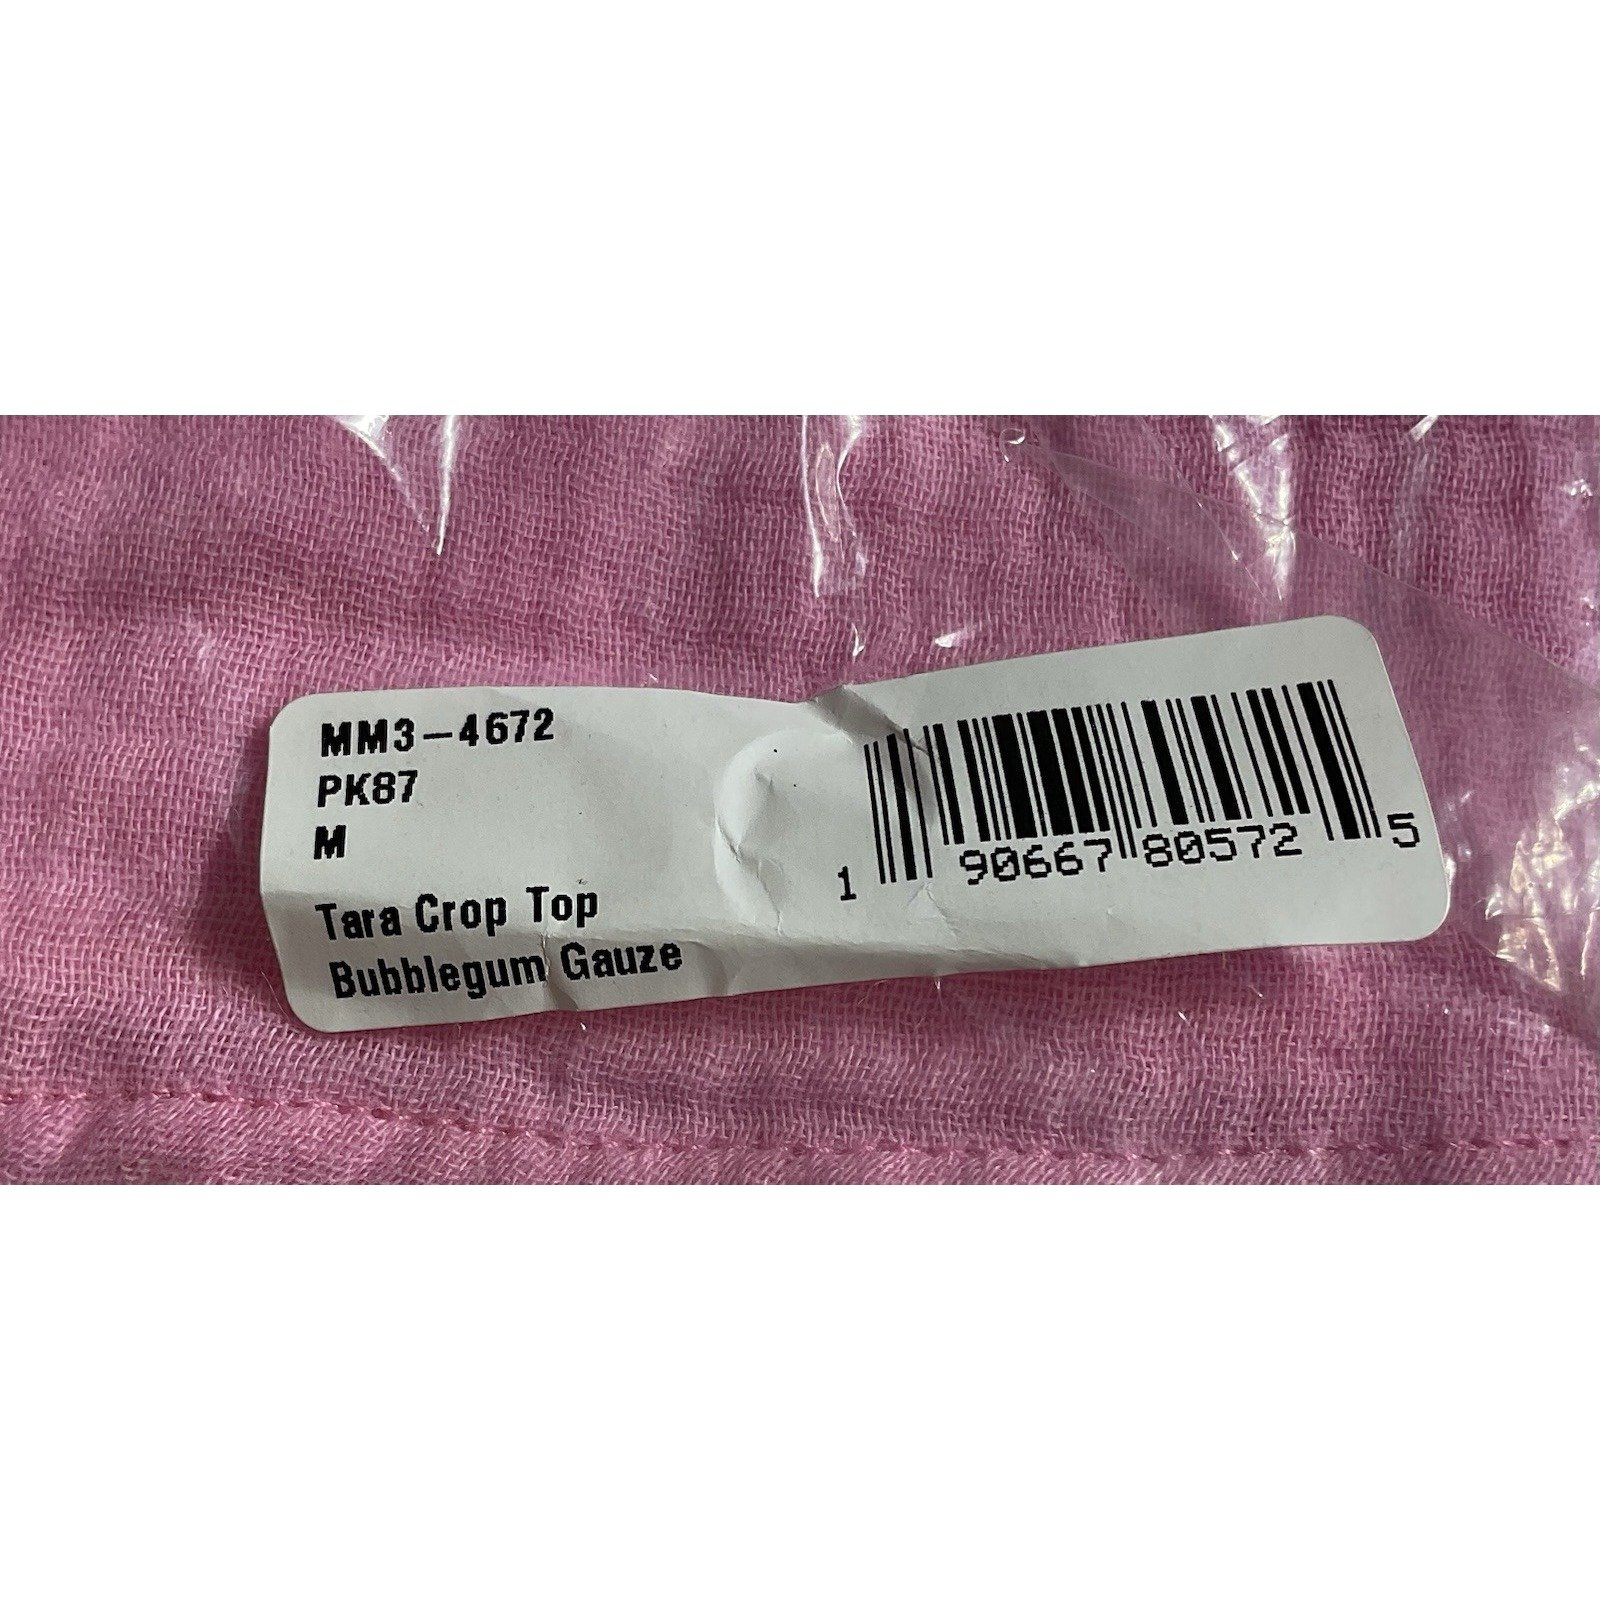 MM3-4672
PK87
M
Tara Crop Top
Bubblegum Gauze
1 90667 80572 5